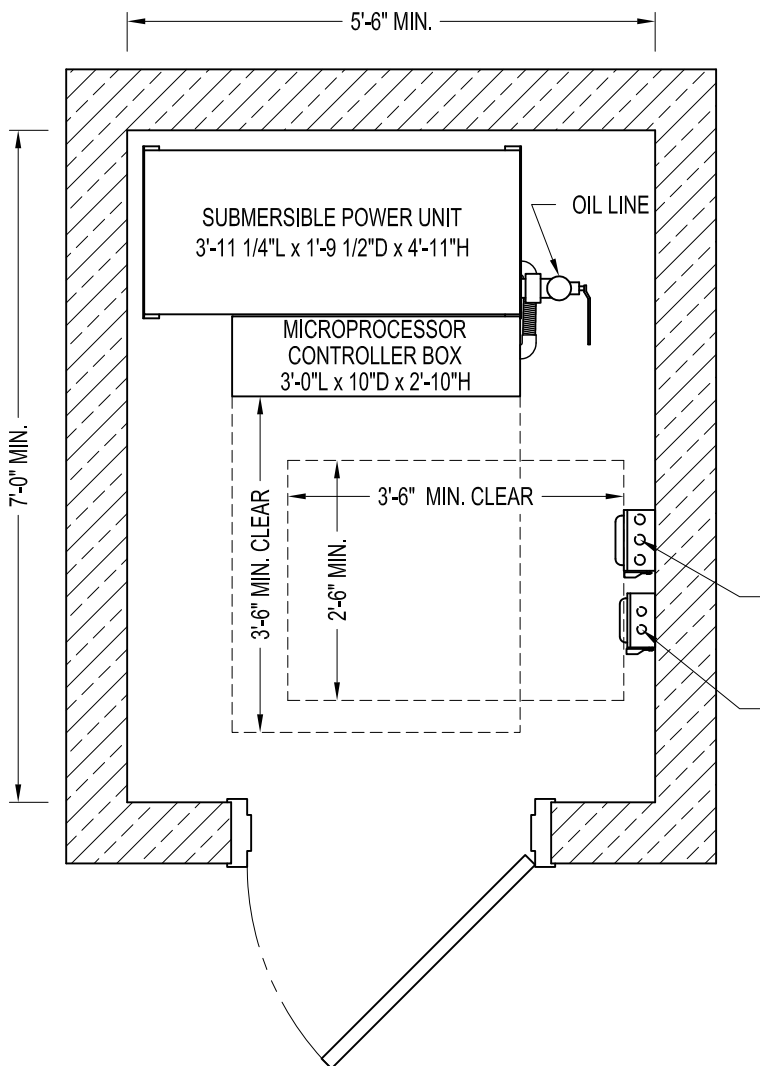 5'-6" MIN.
SUBMERSIBLE POWER UNIT
3'-11 1/4"L x 1'-9 1/2"D x 4'-11"H
OIL LINE
MICROPROCESSOR
CONTROLLER BOX
3'-0"L x 10"D x 2'-10"H
7'-0" MIN.
3'-6" MIN. CLEAR
3'-6" MIN. CLEAR
2'-6" MIN.